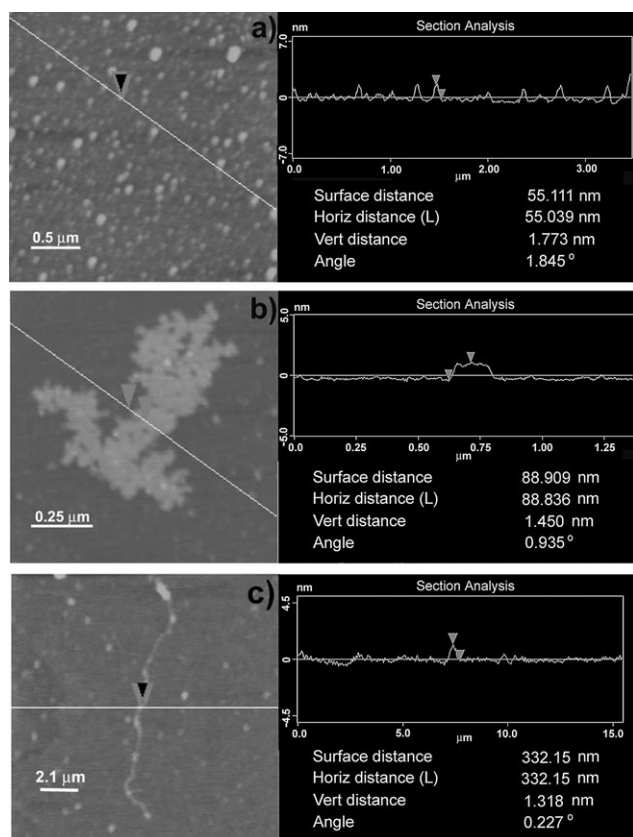 a)
0.5 μm
Section Analysis
nm
7.0
0
-7.0
0.0 1.00 2.00 3.00
μm
Surface distance 55.111 nm
Horiz distance (L) 55.039 nm
Vert distance 1.773 nm
Angle 1.845 °
b)
0.25 μm
Section Analysis
nm
5.0
0
-5.0
0.0 0.25 0.75 1.25
μm
Surface distance 88.909 nm
Horiz distance (L) 88.836 nm
Vert distance 1.450 nm
Angle 0.935 °
c)
2.1 μm
Section Analysis
nm
4.5
0
-4.5
0.0 5.0 10.0 15.0
μm
Surface distance 332.15 nm
Horiz distance (L) 332.15 nm
Vert distance 1.318 nm
Angle 0.227 °